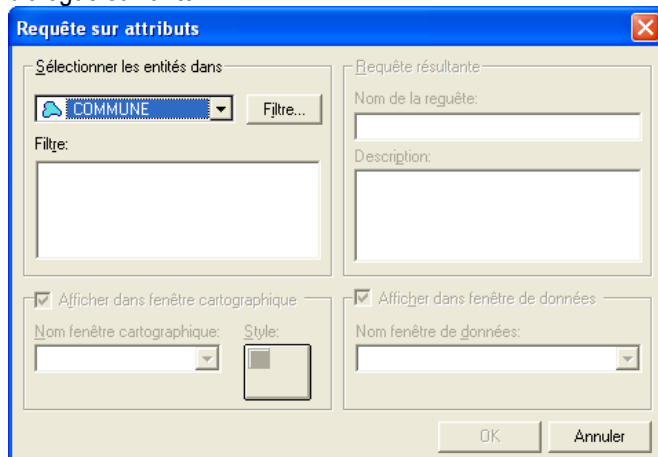 Requête sur attributs
Sélectionner les entités dans
COMMUNE
Filtre...
Filtre:
Requête résultante
Nom de la reguête:
Description:
Afficher dans fenêtre cartographique
Nom fenêtre cartographique:
Style:
Afficher dans fenêtre de données
Nom fenêtre de données:
OK
Annuler